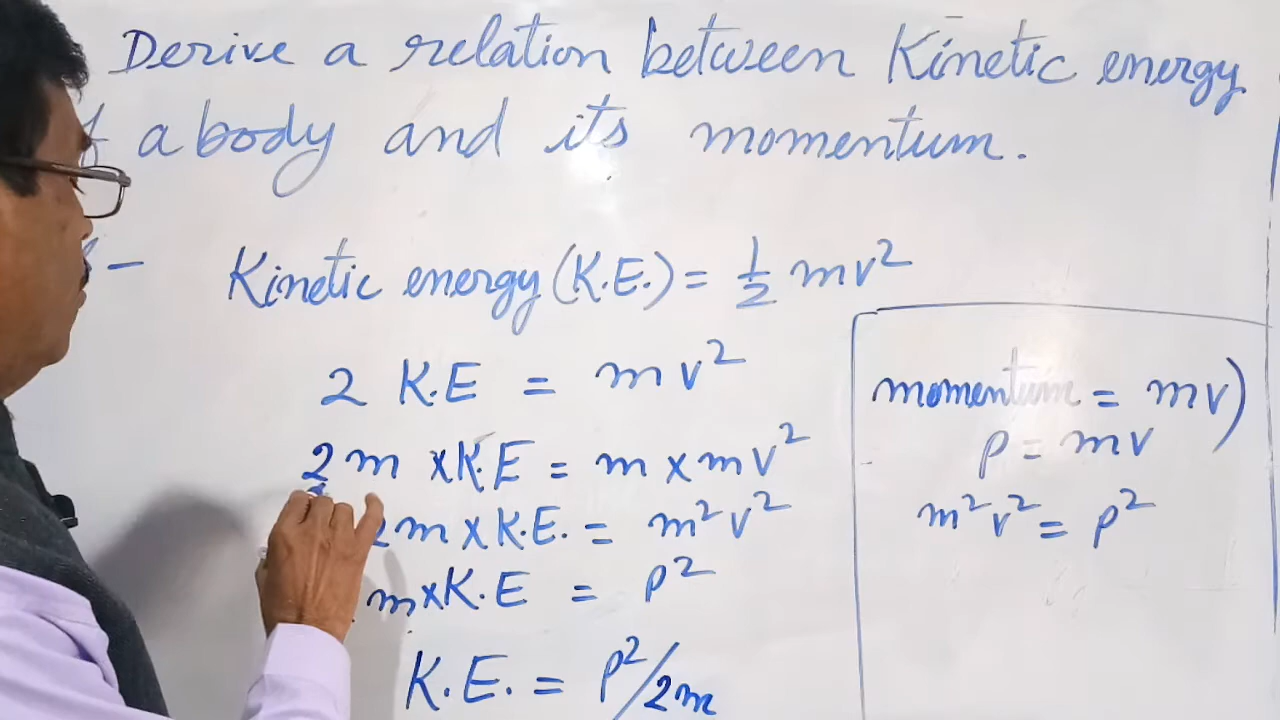 Derive a relation between Kinetic energy
f a body and its momentum.
- Kinetic energy (K.E.) = 1/2 mv²
2 K.E = mv²
2m × K.E = m × mv²
2m × K.E. = m²v²
m × K.E = p²
K.E. = p²/2m
momentum = mv)
p = mv
m²v² = p²